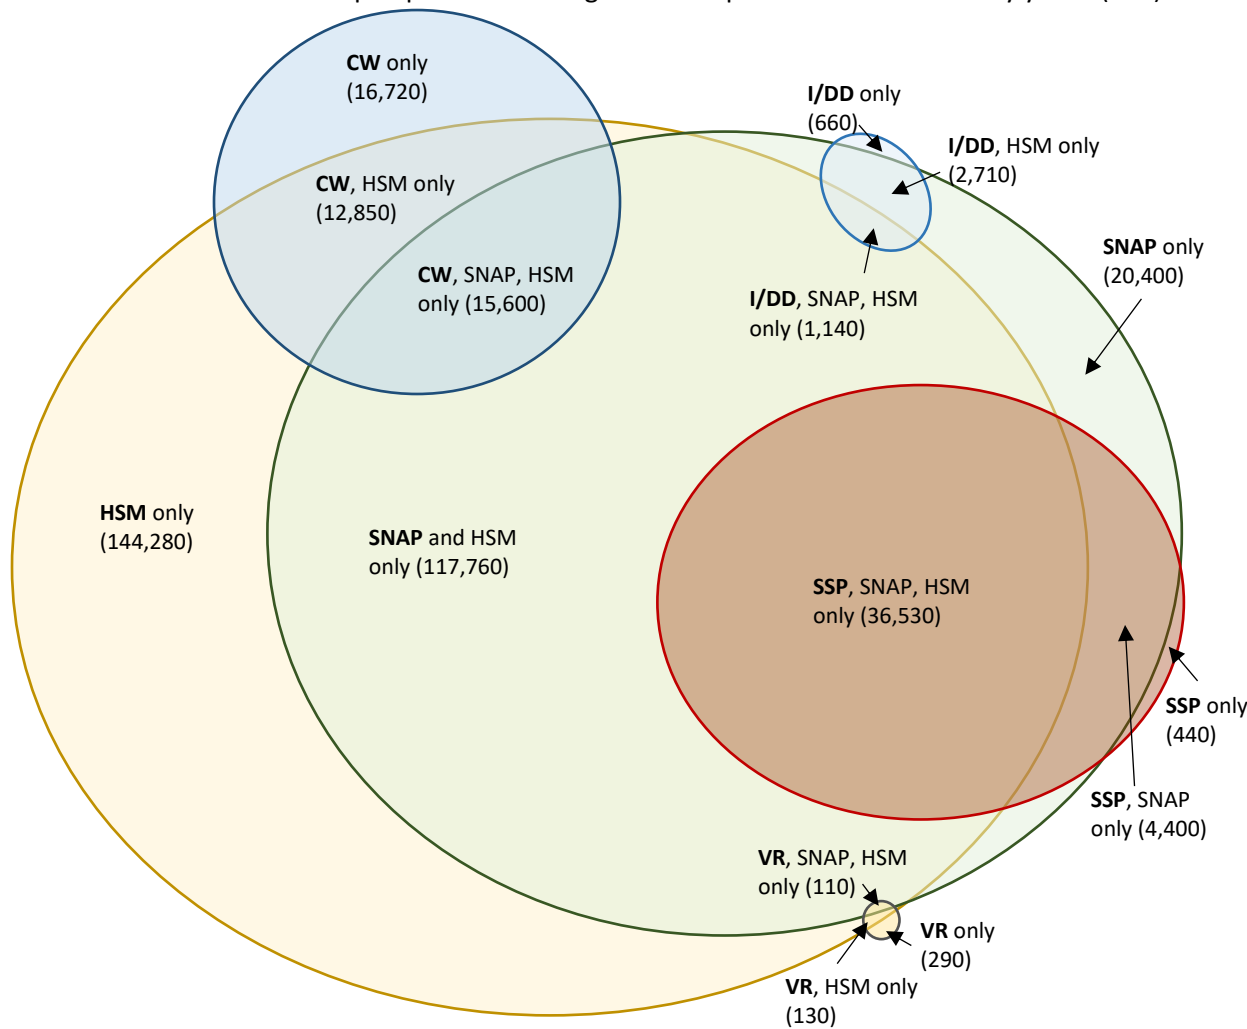 CW only
(16,720)
I/DD only
(660)
I/DD, HSM only
(2,710)
CW, HSM only
(12,850)
SNAP only
(20,400)
CW, SNAP, HSM
only (15,600)
I/DD, SNAP, HSM
only (1,140)
HSM only
(144,280)
SNAP and HSM
only (117,760)
SSP, SNAP, HSM
only (36,530)
SSP only
(440)
SSP, SNAP
only (4,400)
VR, SNAP, HSM
only (110)
VR only
(290)
VR, HSM only
(130)